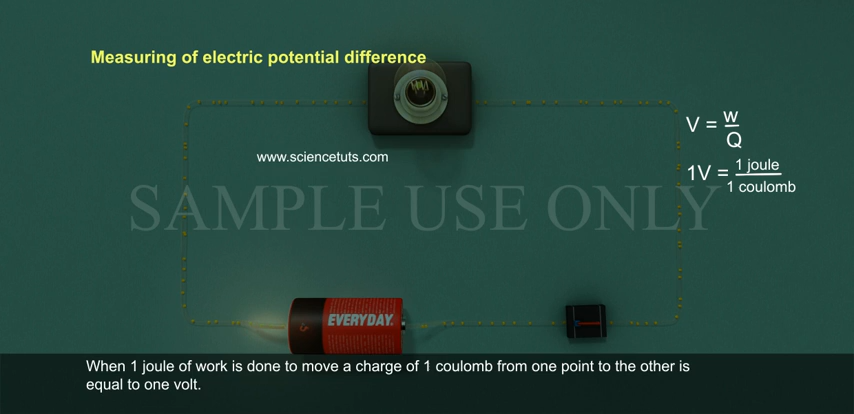 Measuring of electric potential difference
V = w
Q
www.sciencetuts.com
1V = 1 joule
1 coulomb
SAMPLE USE ONLY
EVERYDAY.
When 1 joule of work is done to move a charge of 1 coulomb from one point to the other is
equal to one volt.